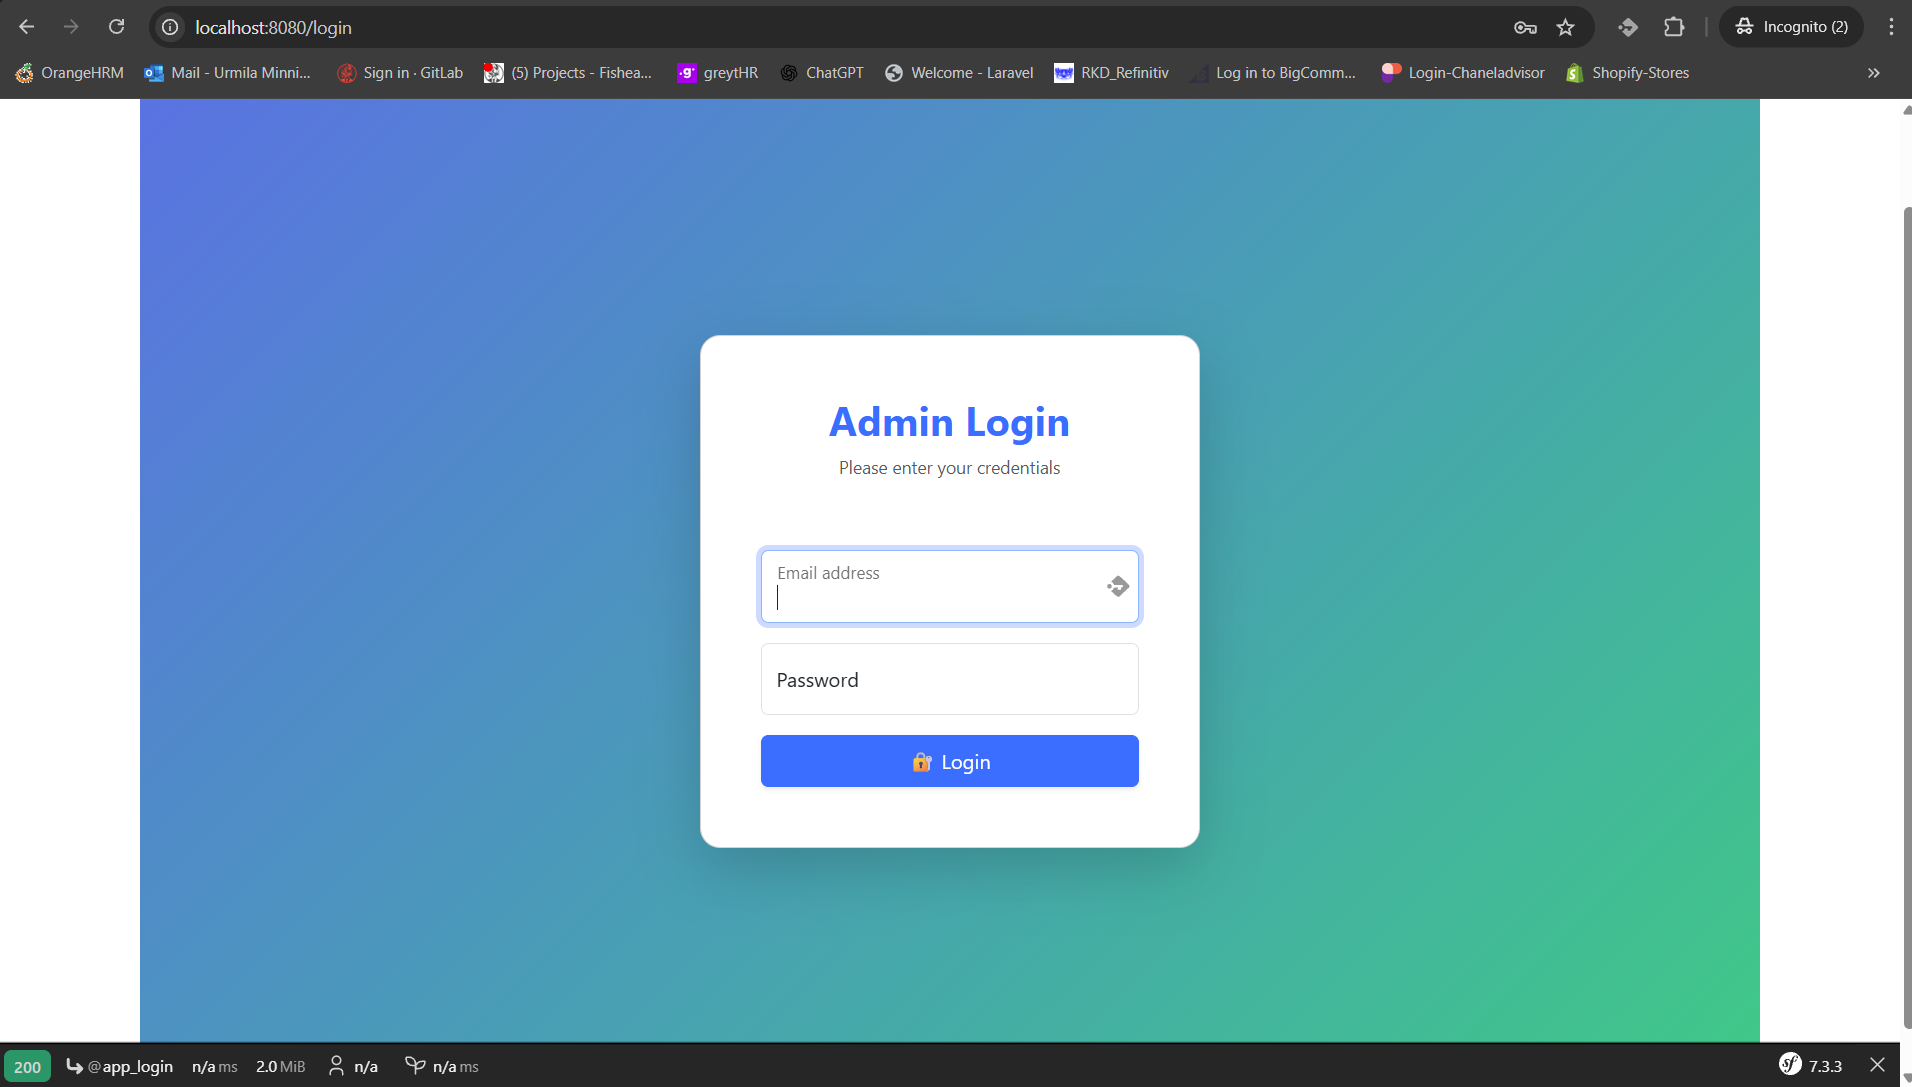 localhost:8080/login
Incognito (2)
OrangeHRM
Mail - Urmila Minni...
Sign in · GitLab
(5) Projects - Fishea...
greytHR
ChatGPT
Welcome - Laravel
RKD_Refinitiv
Log in to BigComm...
Login-Chaneladvisor
Shopify-Stores
Admin Login
Please enter your credentials
Email address
Password
🔐 Login
200 @app_login n/a ms 2.0 MiB n/a n/a ms sf 7.3.3